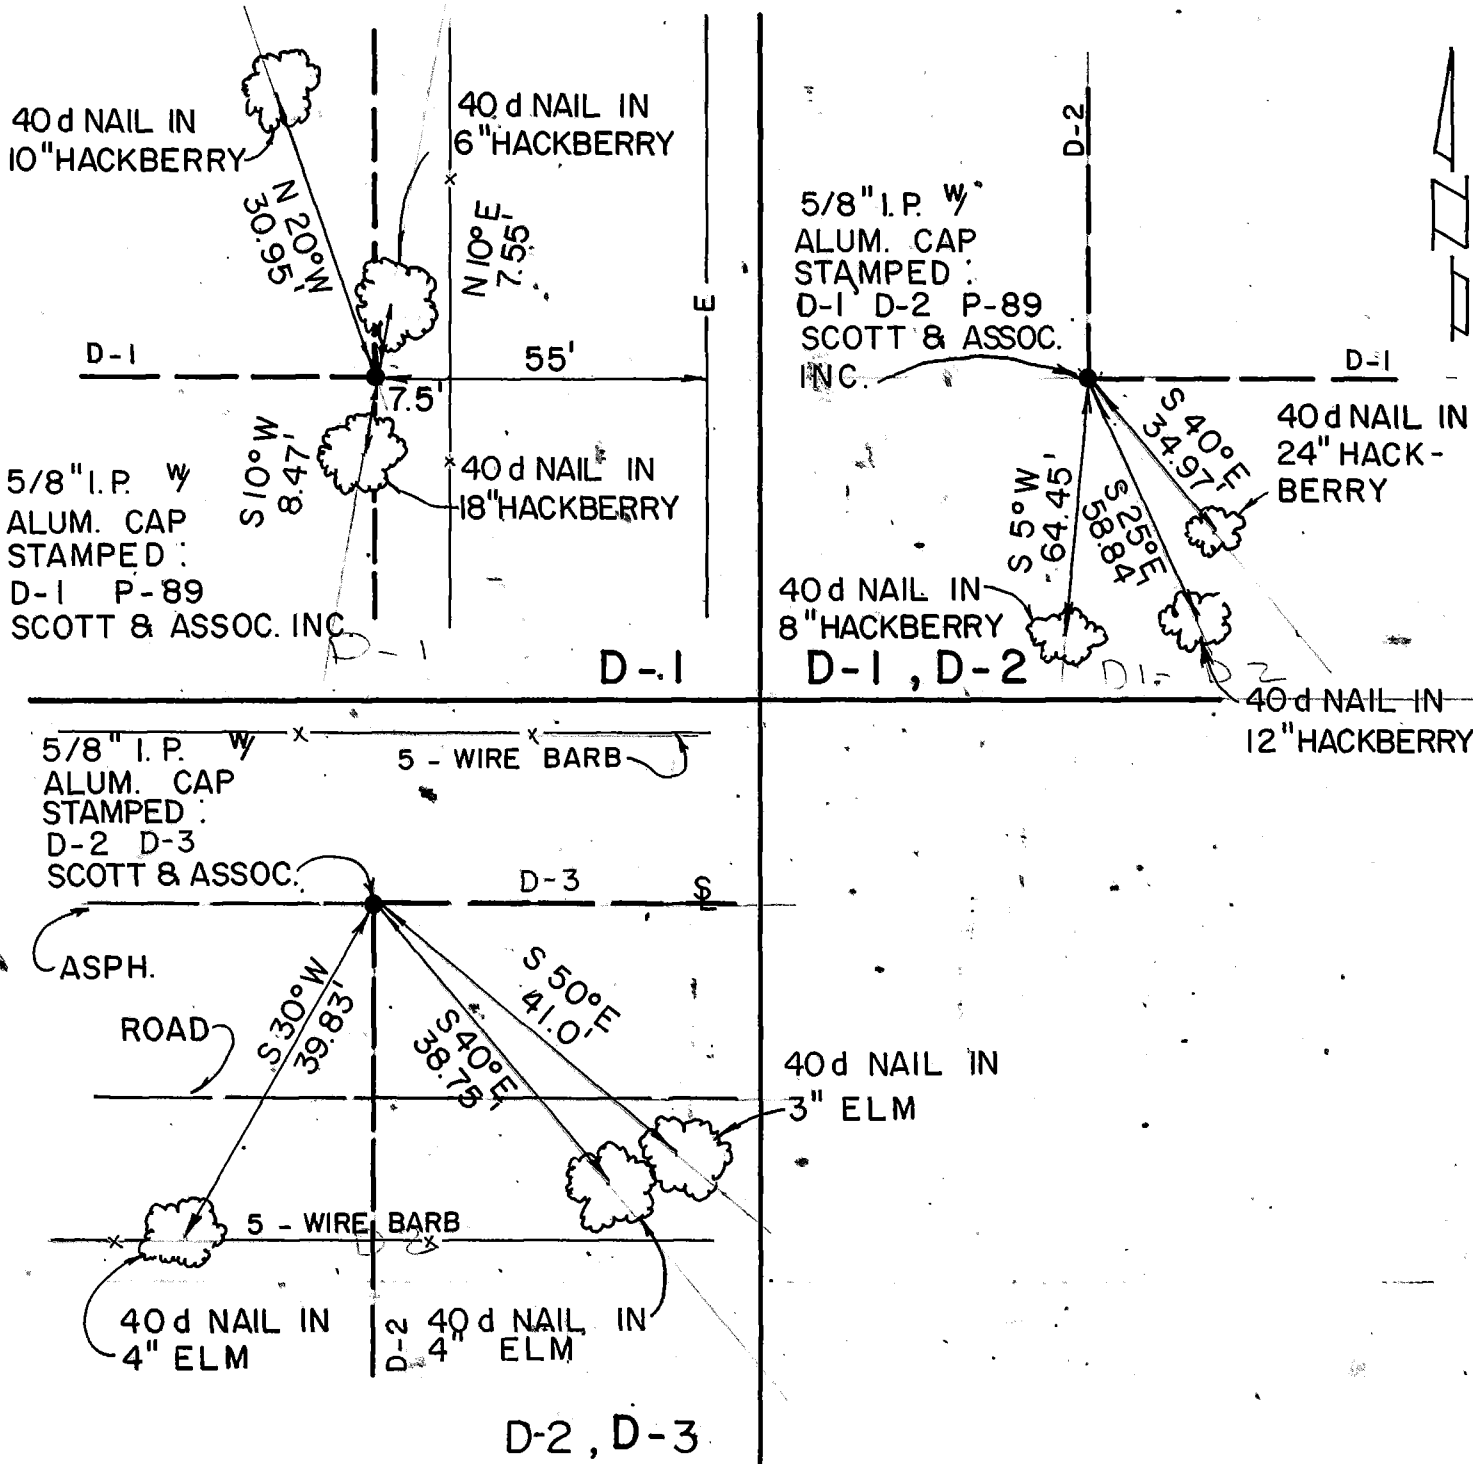 40 d NAIL IN
10" HACKBERRY
40 d NAIL IN
6" HACKBERRY
N 20° W
30.95'
N 10° E
7.55'
E
D-1
55'
7.5'
S 10° W
8.47'
40 d NAIL IN
18" HACKBERRY
5/8" I.P. W/
ALUM. CAP
STAMPED :
D-1 P-89
SCOTT & ASSOC. INC
D-1
D-1
D-2
5/8" I.P. W/
ALUM. CAP
STAMPED :
D-1 D-2 P-89
SCOTT & ASSOC.
INC.
D-1
S 40° E
34.97'
40 d NAIL IN
24" HACK-
BERRY
S 5° W
64.45'
S 25° E
58.84'
40 d NAIL IN
8" HACKBERRY
D-1 , D-2
D1- D2
40 d NAIL IN
12" HACKBERRY
5/8" I.P. W/
ALUM. CAP
STAMPED :
D-2 D-3
SCOTT & ASSOC.
5 - WIRE BARB
D-3
ASPH.
ROAD
S 30° W
39.83'
S 40° E
38.75'
S 50° E
41.0'
40 d NAIL IN
3" ELM
5 - WIRE BARB
40 d NAIL IN
4" ELM
D-2
40 d NAIL IN
4" ELM
D-2 , D-3